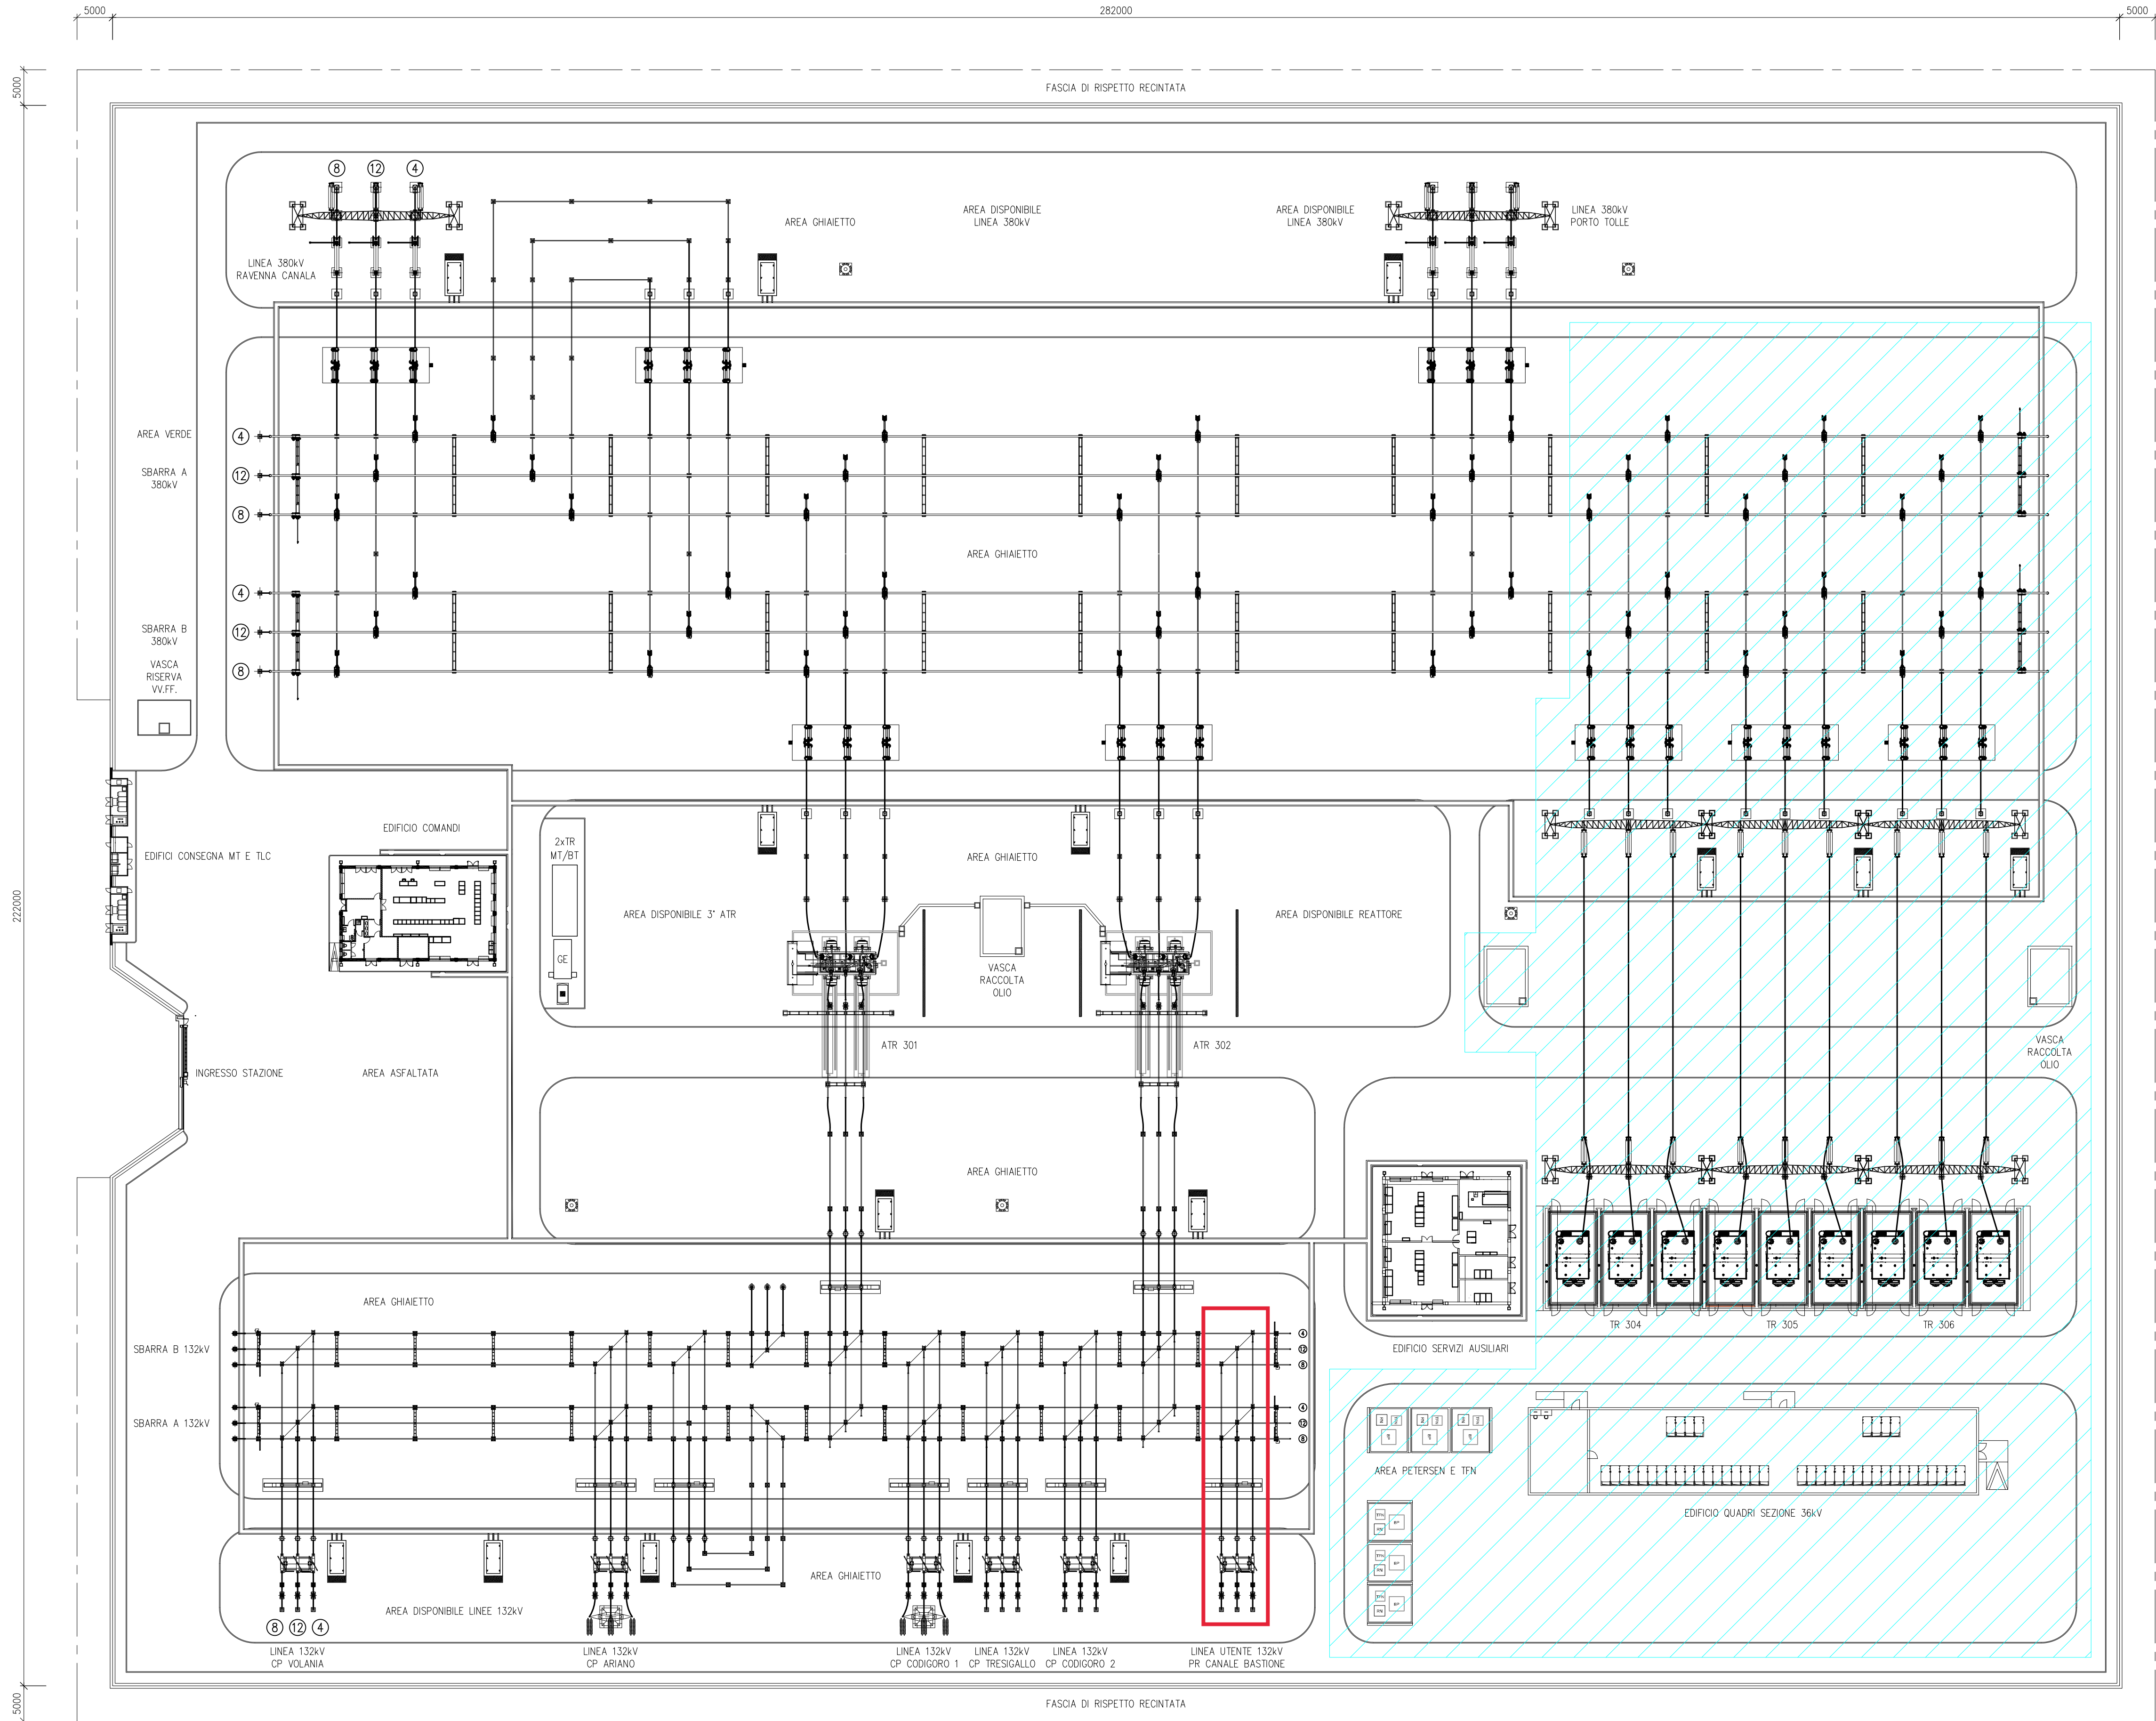 5000
282000
5000
5000
FASCIA DI RISPETTO RECINTATA
8
12
4
AREA GHIAIETTO
AREA DISPONIBILE
LINEA 380kV
AREA DISPONIBILE
LINEA 380kV
LINEA 380kV
PORTO TOLLE
LINEA 380kV
RAVENNA CANALA
AREA VERDE
4
SBARRA A
380kV
12
8
AREA GHIAIETTO
4
SBARRA B
380kV
12
8
VASCA
RISERVA
VV.FF.
EDIFICIO COMANDI
EDIFICI CONSEGNA MT E TLC
2xTR
MT/BT
GE
AREA GHIAIETTO
AREA DISPONIBILE 3° ATR
AREA DISPONIBILE REATTORE
VASCA
RACCOLTA
OLIO
222000
ATR 301
ATR 302
VASCA
RACCOLTA
OLIO
INGRESSO STAZIONE
AREA ASFALTATA
AREA GHIAIETTO
AREA GHIAIETTO
TR 304
TR 305
TR 306
SBARRA B 132kV
4
12
8
EDIFICIO SERVIZI AUSILIARI
SBARRA A 132kV
4
12
8
AREA PETERSEN E TFN
EDIFICIO QUADRI SEZIONE 36kV
AREA GHIAIETTO
AREA DISPONIBILE LINEE 132kV
8
12
4
LINEA 132kV
CP VOLANIA
LINEA 132kV
CP ARIANO
LINEA 132kV
CP CODIGORO 1
LINEA 132kV
CP TRESIGALLO
LINEA 132kV
CP CODIGORO 2
LINEA UTENTE 132kV
PR CANALE BASTIONE
5000
FASCIA DI RISPETTO RECINTATA